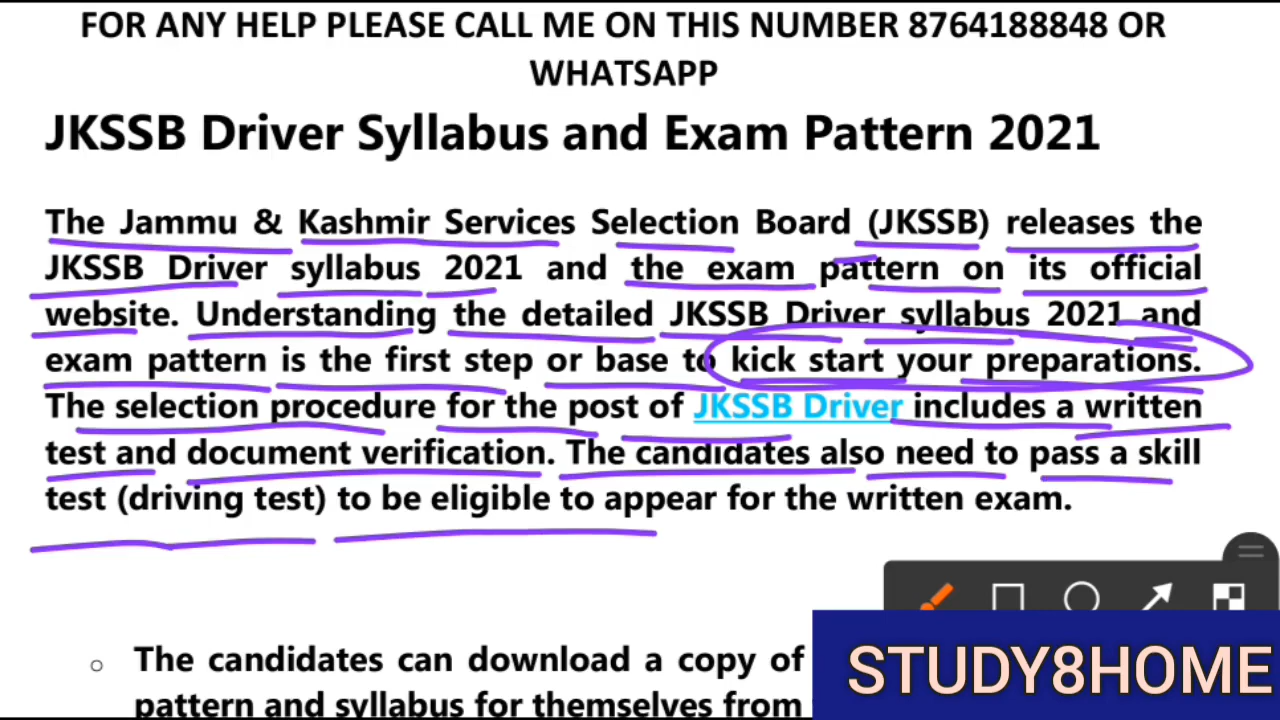 FOR ANY HELP PLEASE CALL ME ON THIS NUMBER 8764188848 OR
WHATSAPP
JKSSB Driver Syllabus and Exam Pattern 2021
The Jammu & Kashmir Services Selection Board (JKSSB) releases the
JKSSB Driver syllabus 2021 and the exam pattern on its official
website. Understanding the detailed JKSSB Driver syllabus 2021 and
exam pattern is the first step or base to kick start your preparations.
The selection procedure for the post of JKSSB Driver includes a written
test and document verification. The candidates also need to pass a skill
test (driving test) to be eligible to appear for the written exam.
The candidates can download a copy of
pattern and syllabus for themselves from
STUDY8HOME